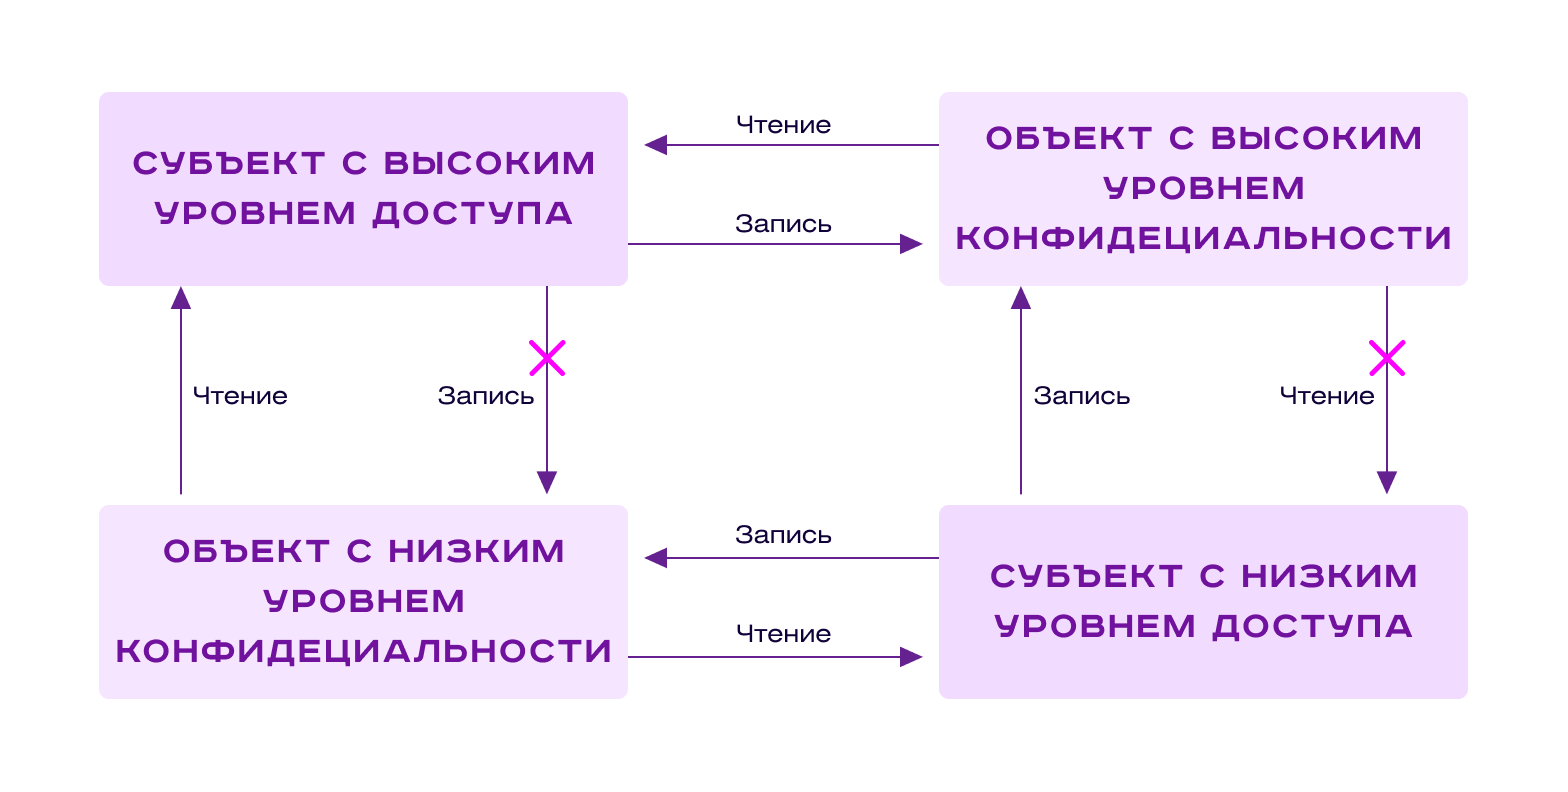 СУБЪЕКТ С ВЫСОКИМ
УРОВНЕМ ДОСТУПА
Чтение
Запись
ОБЪЕКТ С ВЫСОКИМ
УРОВНЕМ
КОНФИДЕЦИАЛЬНОСТИ
Чтение
Запись
Запись
Чтение
ОБЪЕКТ С НИЗКИМ
УРОВНЕМ
КОНФИДЕЦИАЛЬНОСТИ
Запись
Чтение
СУБЪЕКТ С НИЗКИМ
УРОВНЕМ ДОСТУПА